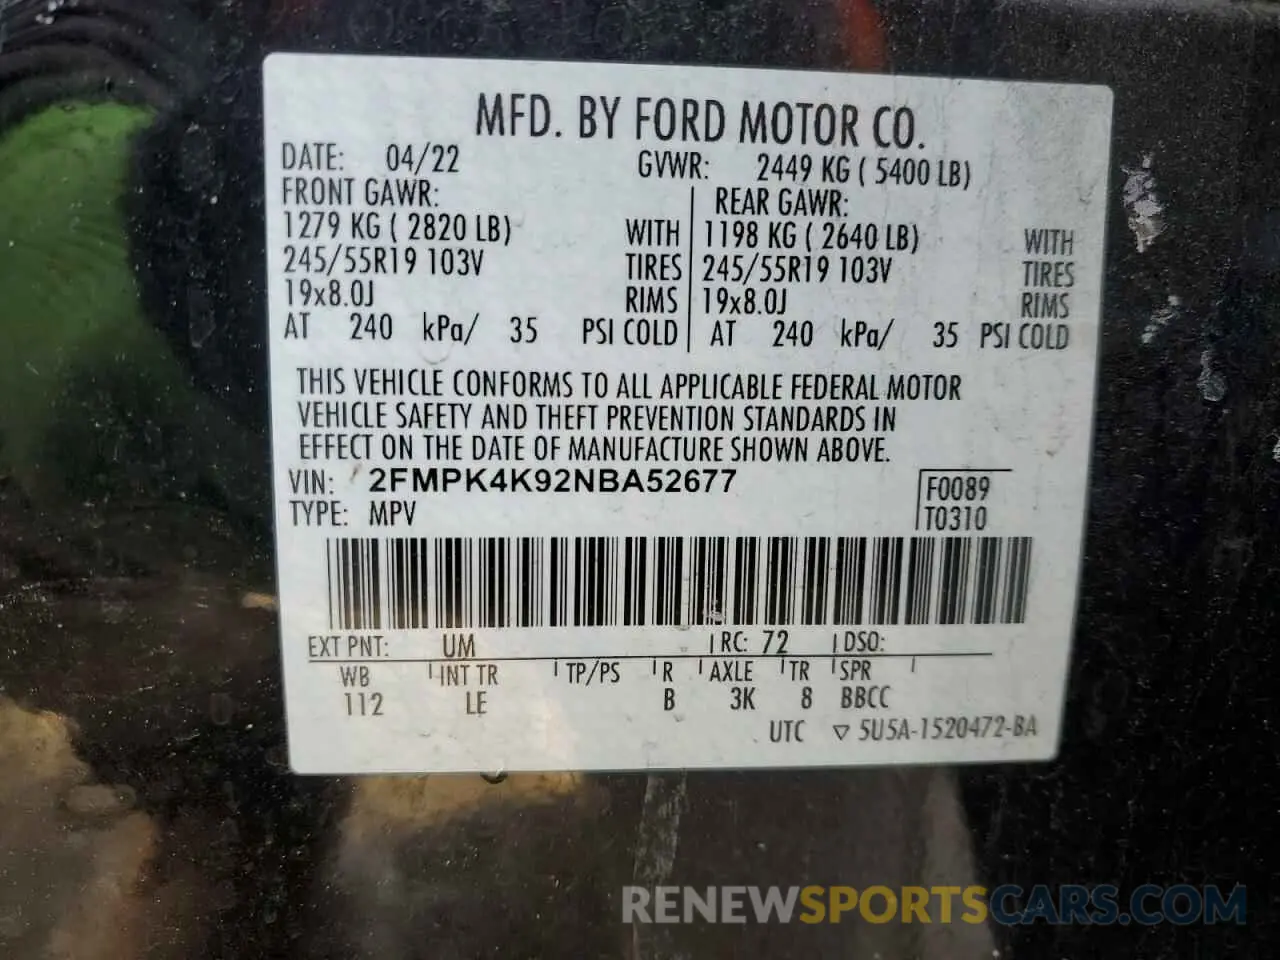 MFD. BY FORD MOTOR CO.
DATE: 04/22 GVWR: 2449 KG ( 5400 LB)
FRONT GAWR: REAR GAWR:
1279 KG ( 2820 LB) WITH 1198 KG ( 2640 LB) WITH
245/55R19 103V TIRES 245/55R19 103V TIRES
19x8.0J RIMS 19x8.0J RIMS
AT 240 kPa/ 35 PSI COLD AT 240 kPa/ 35 PSI COLD
THIS VEHICLE CONFORMS TO ALL APPLICABLE FEDERAL MOTOR
VEHICLE SAFETY AND THEFT PREVENTION STANDARDS IN
EFFECT ON THE DATE OF MANUFACTURE SHOWN ABOVE.
VIN: 2FMPK4K92NBA52677 F0089
TYPE: MPV T0310
EXT PNT: UM RC: 72 DSO:
WB INT TR TP/PS R AXLE TR SPR
112 LE B 3K 8 BBCC
UTC ▽ 5U5A-1520472-BA
RENEWSPORTSCARS.COM